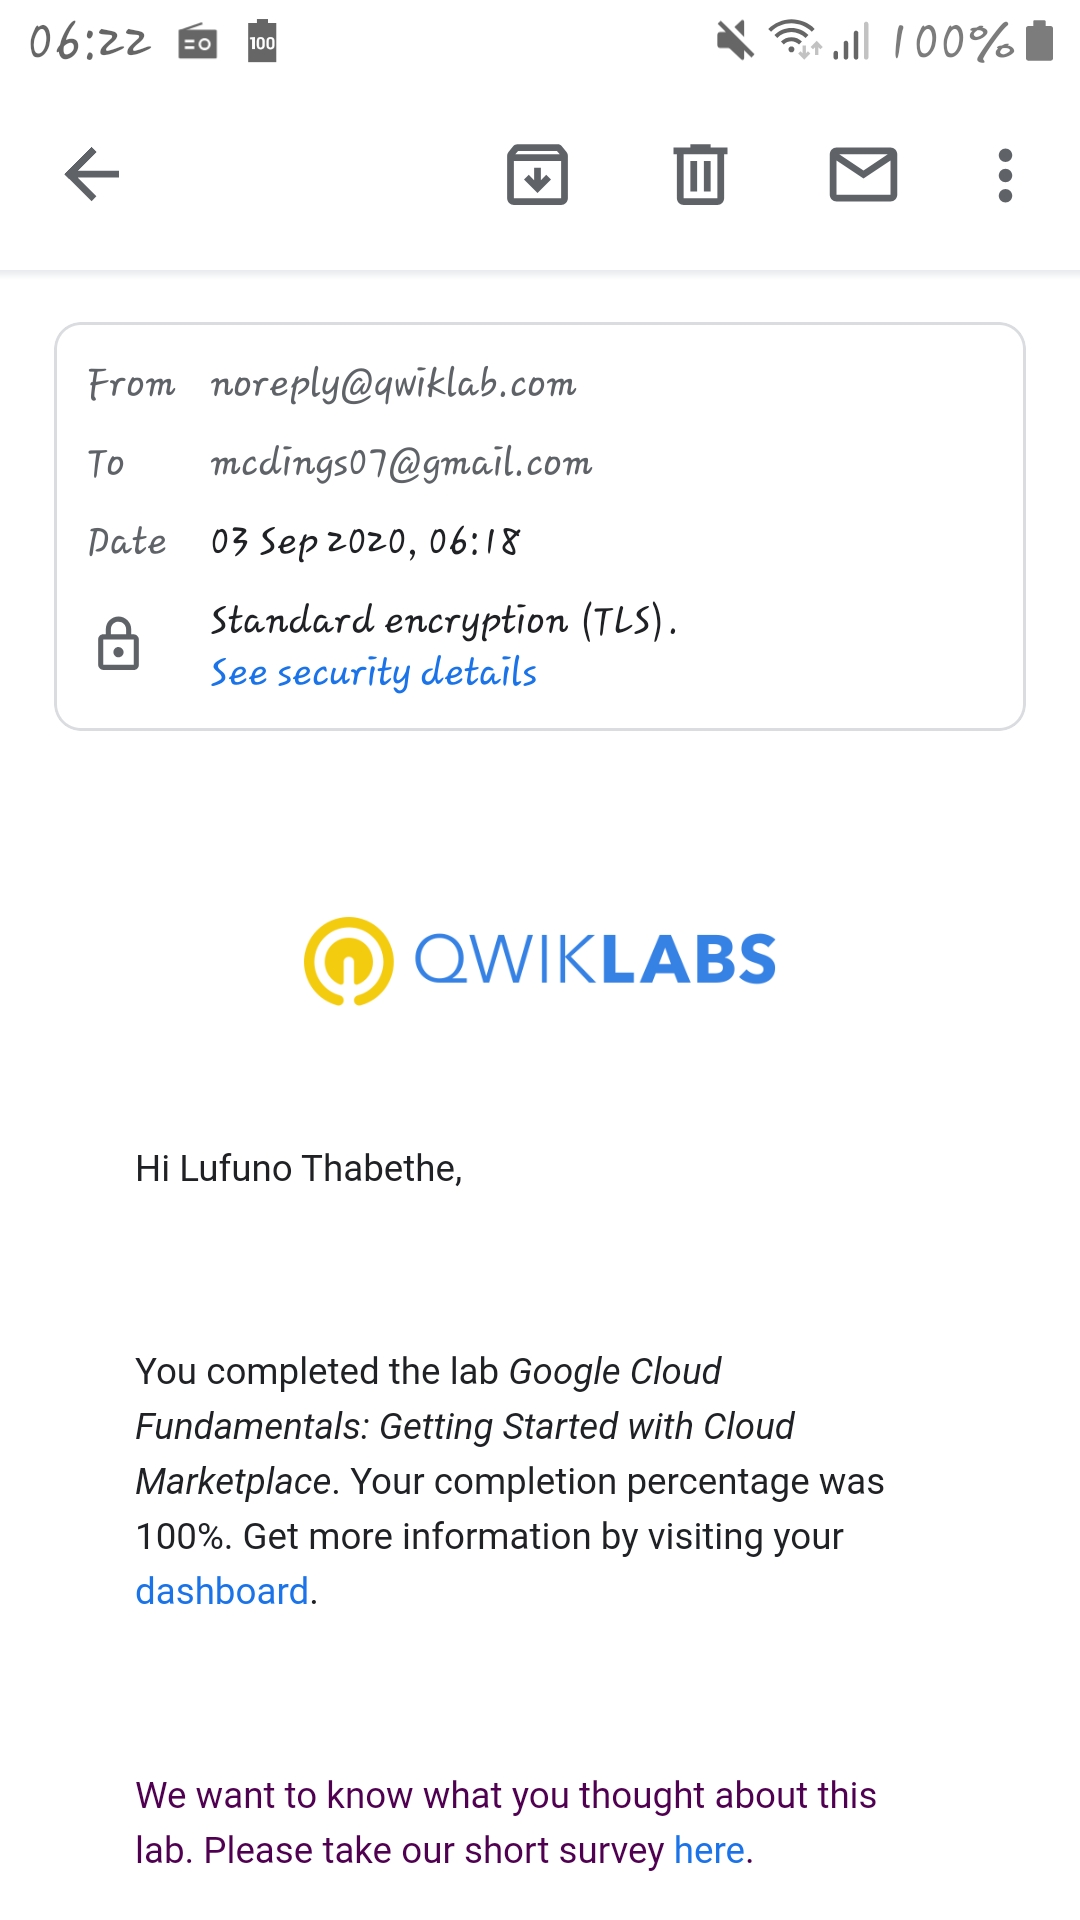 06:22 100 100%
From noreply@qwiklab.com
To mcdings07@gmail.com
Date 03 Sep 2020, 06:18
Standard encryption (TLS).
See security details
QWIKLABS
Hi Lufuno Thabethe,
You completed the lab Google Cloud
Fundamentals: Getting Started with Cloud
Marketplace. Your completion percentage was
100%. Get more information by visiting your
dashboard.
We want to know what you thought about this
lab. Please take our short survey here.